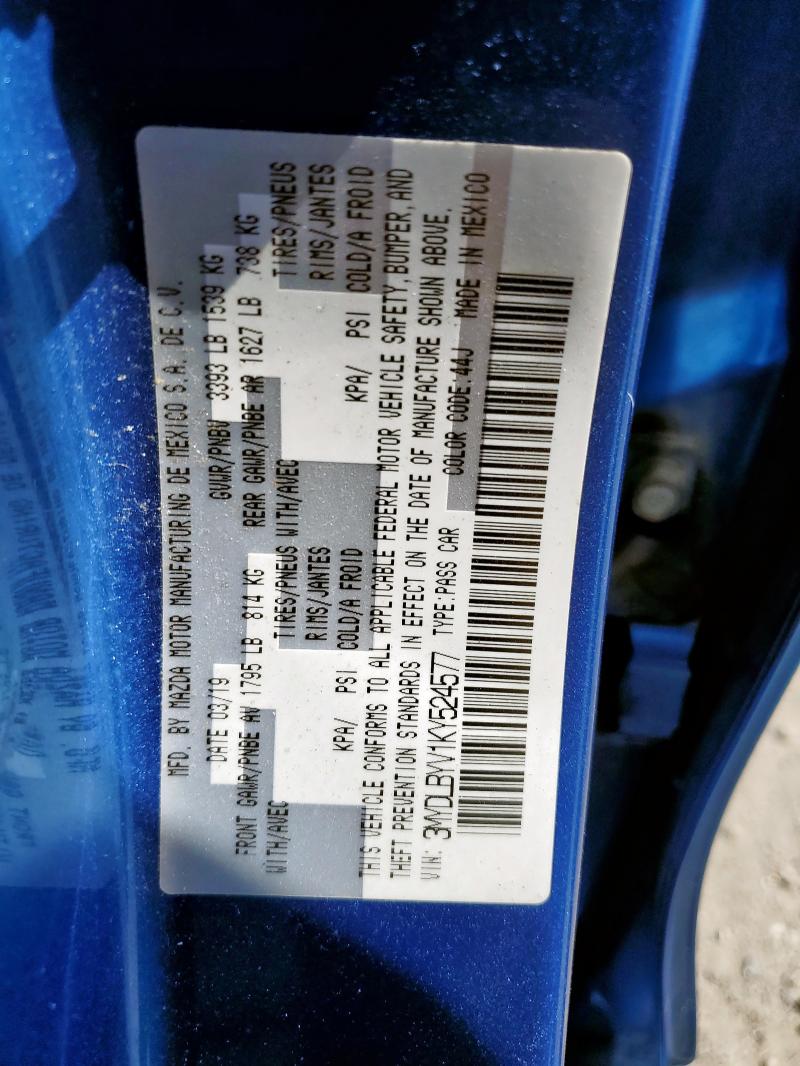 MFD. BY MAZDA MOTOR MANUFACTURING DE MEXICO S.A. DE C.V.
DATE 03/19 GVWR/PNBV 3393 LB 1539 KG
FRONT GAWR/PNBE AV 1795 LB 814 KG REAR GAWR/PNBE AR 1627 LB 738 KG
WITH/AVEC TIRES/PNEUS WITH/AVEC TIRES/PNEUS
RIMS/JANTES RIMS/JANTES
KPA/ PSI COLD/A FROID KPA/ PSI COLD/A FROID
THIS VEHICLE CONFORMS TO ALL APPLICABLE FEDERAL MOTOR VEHICLE SAFETY, BUMPER, AND
THEFT PREVENTION STANDARDS IN EFFECT ON THE DATE OF MANUFACTURE SHOWN ABOVE.
VIN: 3MYDLBYV1KY524577 TYPE:PASS CAR COLOR CODE:44J MADE IN MEXICO